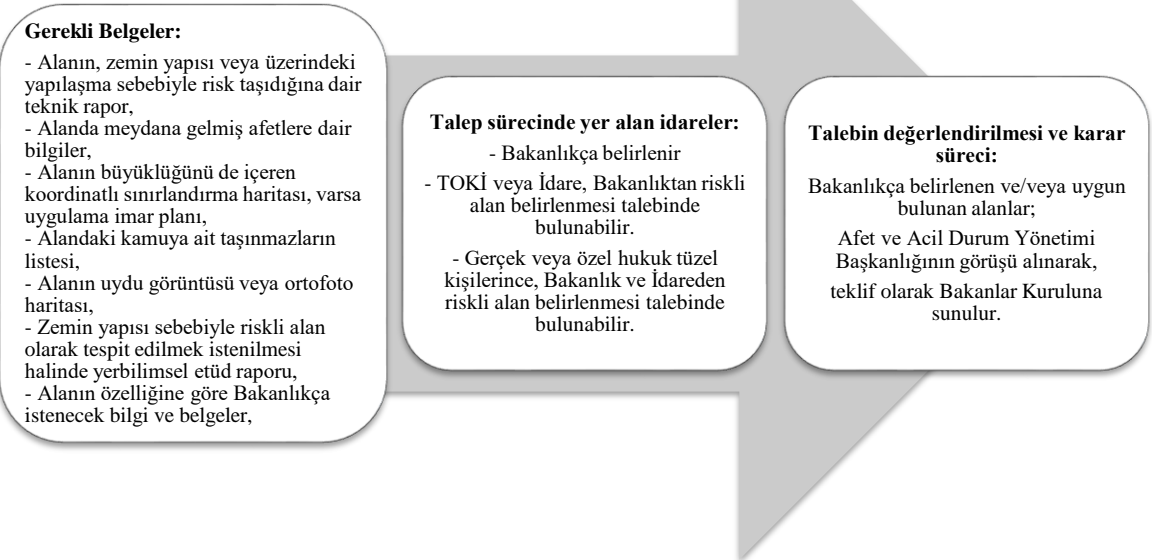 Gerekli Belgeler:
- Alanın, zemin yapısı veya üzerindeki
yapılaşma sebebiyle risk taşıdığına dair
teknik rapor,
- Alanda meydana gelmiş afetlere dair
bilgiler,
- Alanın büyüklüğünü de içeren
koordinatlı sınırlandırma haritası, varsa
uygulama imar planı,
- Alandaki kamuya ait taşınmazların
listesi,
- Alanın uydu görüntüsü veya ortofoto
haritası,
- Zemin yapısı sebebiyle riskli alan
olarak tespit edilmek istenilmesi
halinde yerbilimsel etüd raporu,
- Alanın özelliğine göre Bakanlıkça
istenecek bilgi ve belgeler,
Talep sürecinde yer alan idareler:
- Bakanlıkça belirlenir
- TOKİ veya İdare, Bakanlıktan riskli
alan belirlenmesi talebinde
bulunabilir.
- Gerçek veya özel hukuk tüzel
kişilerince, Bakanlık ve İdareden
riskli alan belirlenmesi talebinde
bulunabilir.
Talebin değerlendirilmesi ve karar
süreci:
Bakanlıkça belirlenen ve/veya uygun
bulunan alanlar;
Afet ve Acil Durum Yönetimi
Başkanlığının görüşü alınarak,
teklif olarak Bakanlar Kuruluna
sunulur.